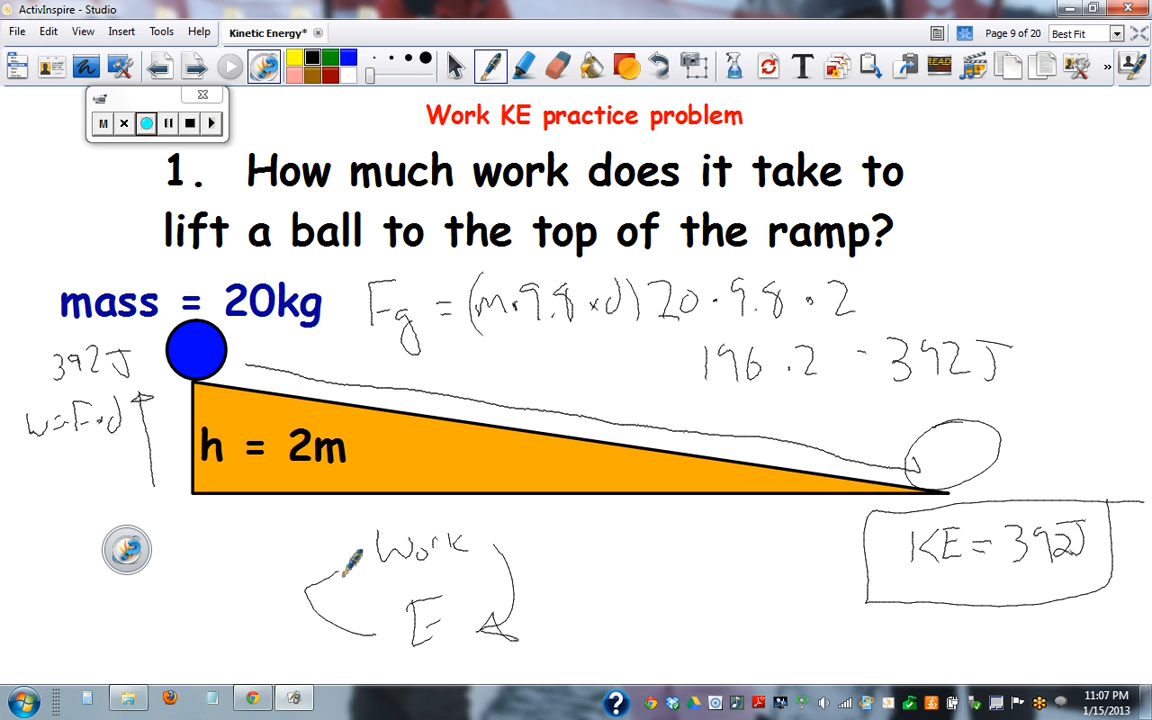 ActivInspire - Studio
File Edit View Insert Tools Help Kinetic Energy* Page 9 of 20 Best Fit
M
Work KE practice problem
1. How much work does it take to
lift a ball to the top of the ramp?
mass = 20kg
Fg = (m·9.8×d) 20·9.8·2
196·2 = 392J
392J
W=F·d
h = 2m
Work
E
KE = 392J
11:07 PM
1/15/2013